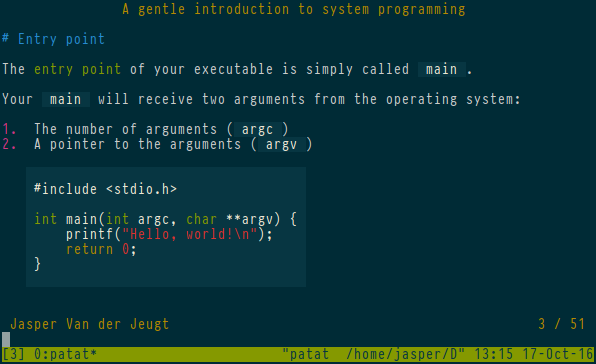 A gentle introduction to system programming
# Entry point
The entry point of your executable is simply called main .
Your main will receive two arguments from the operating system:
1. The number of arguments ( argc )
2. A pointer to the arguments ( argv )
#include <stdio.h>
int main(int argc, char **argv) {
    printf("Hello, world!\n");
    return 0;
}
Jasper Van der Jeugt 3 / 51
[3] 0:patat* "patat /home/jasper/D" 13:15 17-Oct-16